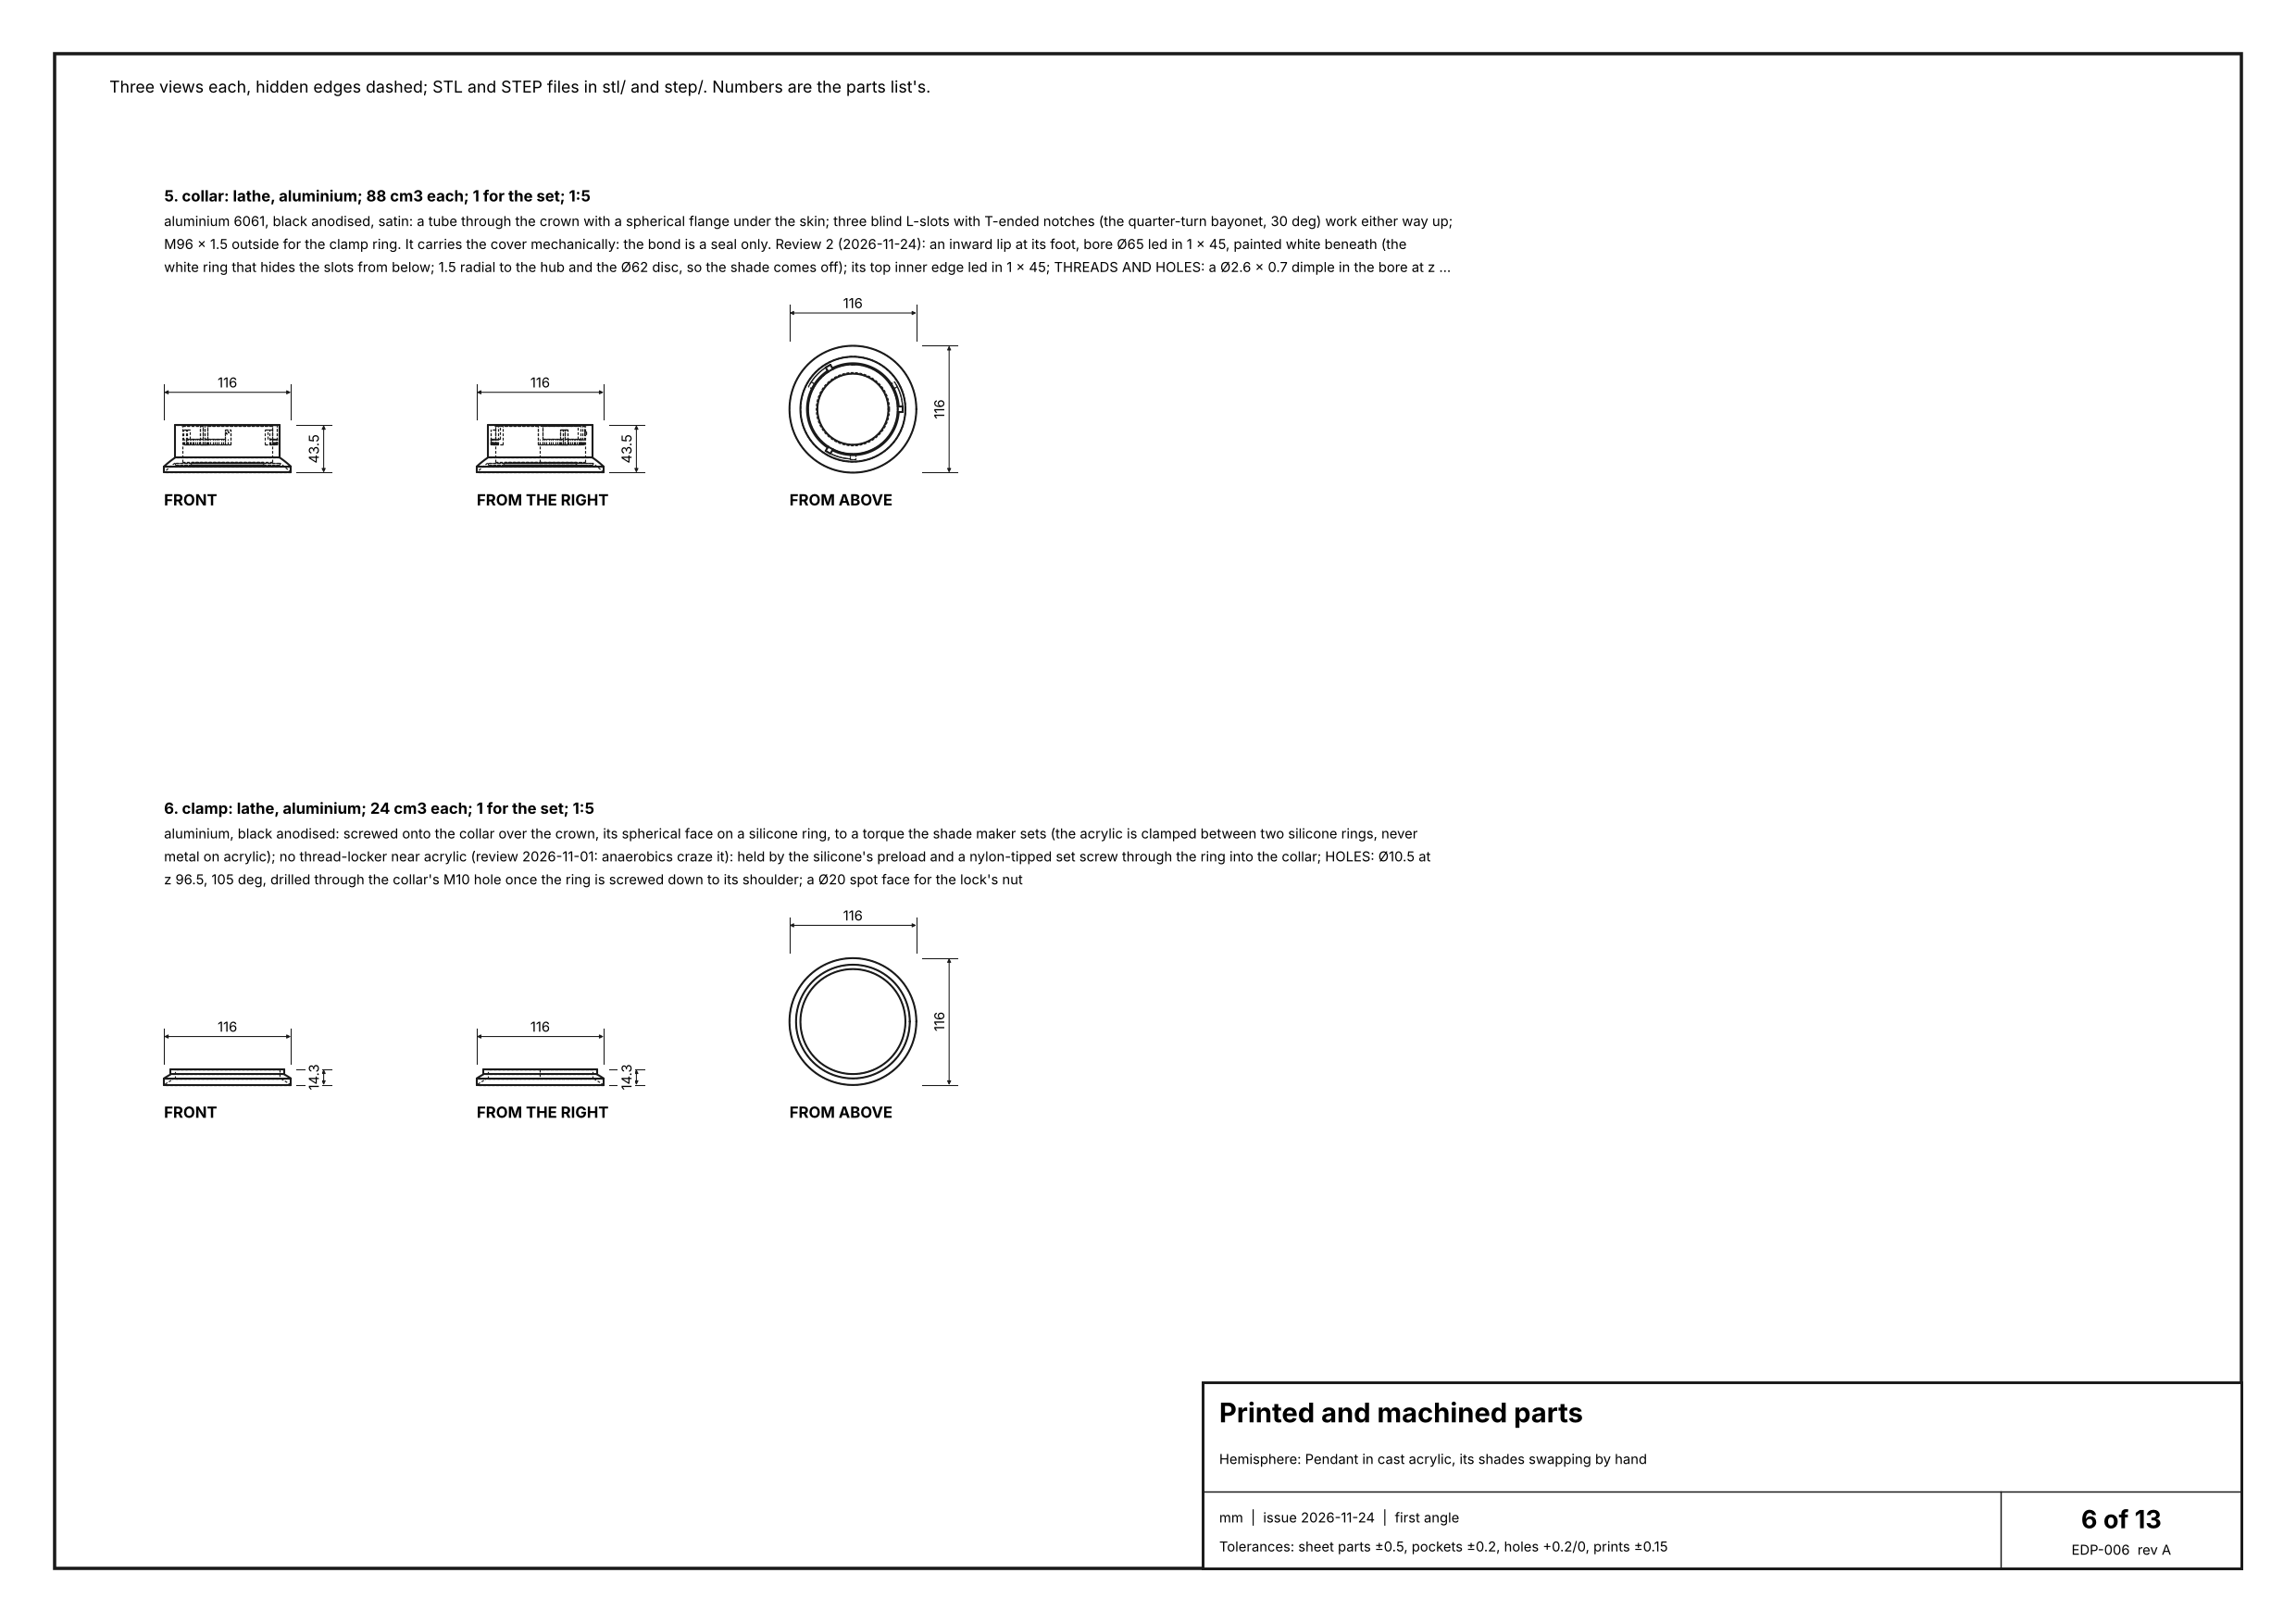 Three views each, hidden edges dashed; STL and STEP files in stl/ and step/. Numbers are the parts list's.
5. collar: lathe, aluminium; 88 cm3 each; 1 for the set; 1:5
aluminium 6061, black anodised, satin: a tube through the crown with a spherical flange under the skin; three blind L-slots with T-ended notches (the quarter-turn bayonet, 30 deg) work either way up;
M96 × 1.5 outside for the clamp ring. It carries the cover mechanically: the bond is a seal only. Review 2 (2026-11-24): an inward lip at its foot, bore Ø65 led in 1 × 45, painted white beneath (the
white ring that hides the slots from below; 1.5 radial to the hub and the Ø62 disc, so the shade comes off); its top inner edge led in 1 × 45; THREADS AND HOLES: a Ø2.6 × 0.7 dimple in the bore at z ...
116
43.5
FRONT
116
43.5
FROM THE RIGHT
116
116
FROM ABOVE
6. clamp: lathe, aluminium; 24 cm3 each; 1 for the set; 1:5
aluminium, black anodised: screwed onto the collar over the crown, its spherical face on a silicone ring, to a torque the shade maker sets (the acrylic is clamped between two silicone rings, never
metal on acrylic); no thread-locker near acrylic (review 2026-11-01: anaerobics craze it): held by the silicone's preload and a nylon-tipped set screw through the ring into the collar; HOLES: Ø10.5 at
z 96.5, 105 deg, drilled through the collar's M10 hole once the ring is screwed down to its shoulder; a Ø20 spot face for the lock's nut
116
14.3
FRONT
116
14.3
FROM THE RIGHT
116
116
FROM ABOVE
Printed and machined parts
Hemisphere: Pendant in cast acrylic, its shades swapping by hand
mm | issue 2026-11-24 | first angle
Tolerances: sheet parts ±0.5, pockets ±0.2, holes +0.2/0, prints ±0.15
6 of 13
EDP-006 rev A